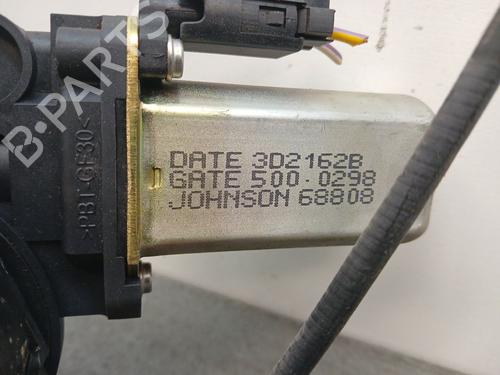 B-PARTS
>PBT-GF30<
DATE 3D2162B
GATE 500.0298
JOHNSON 68808